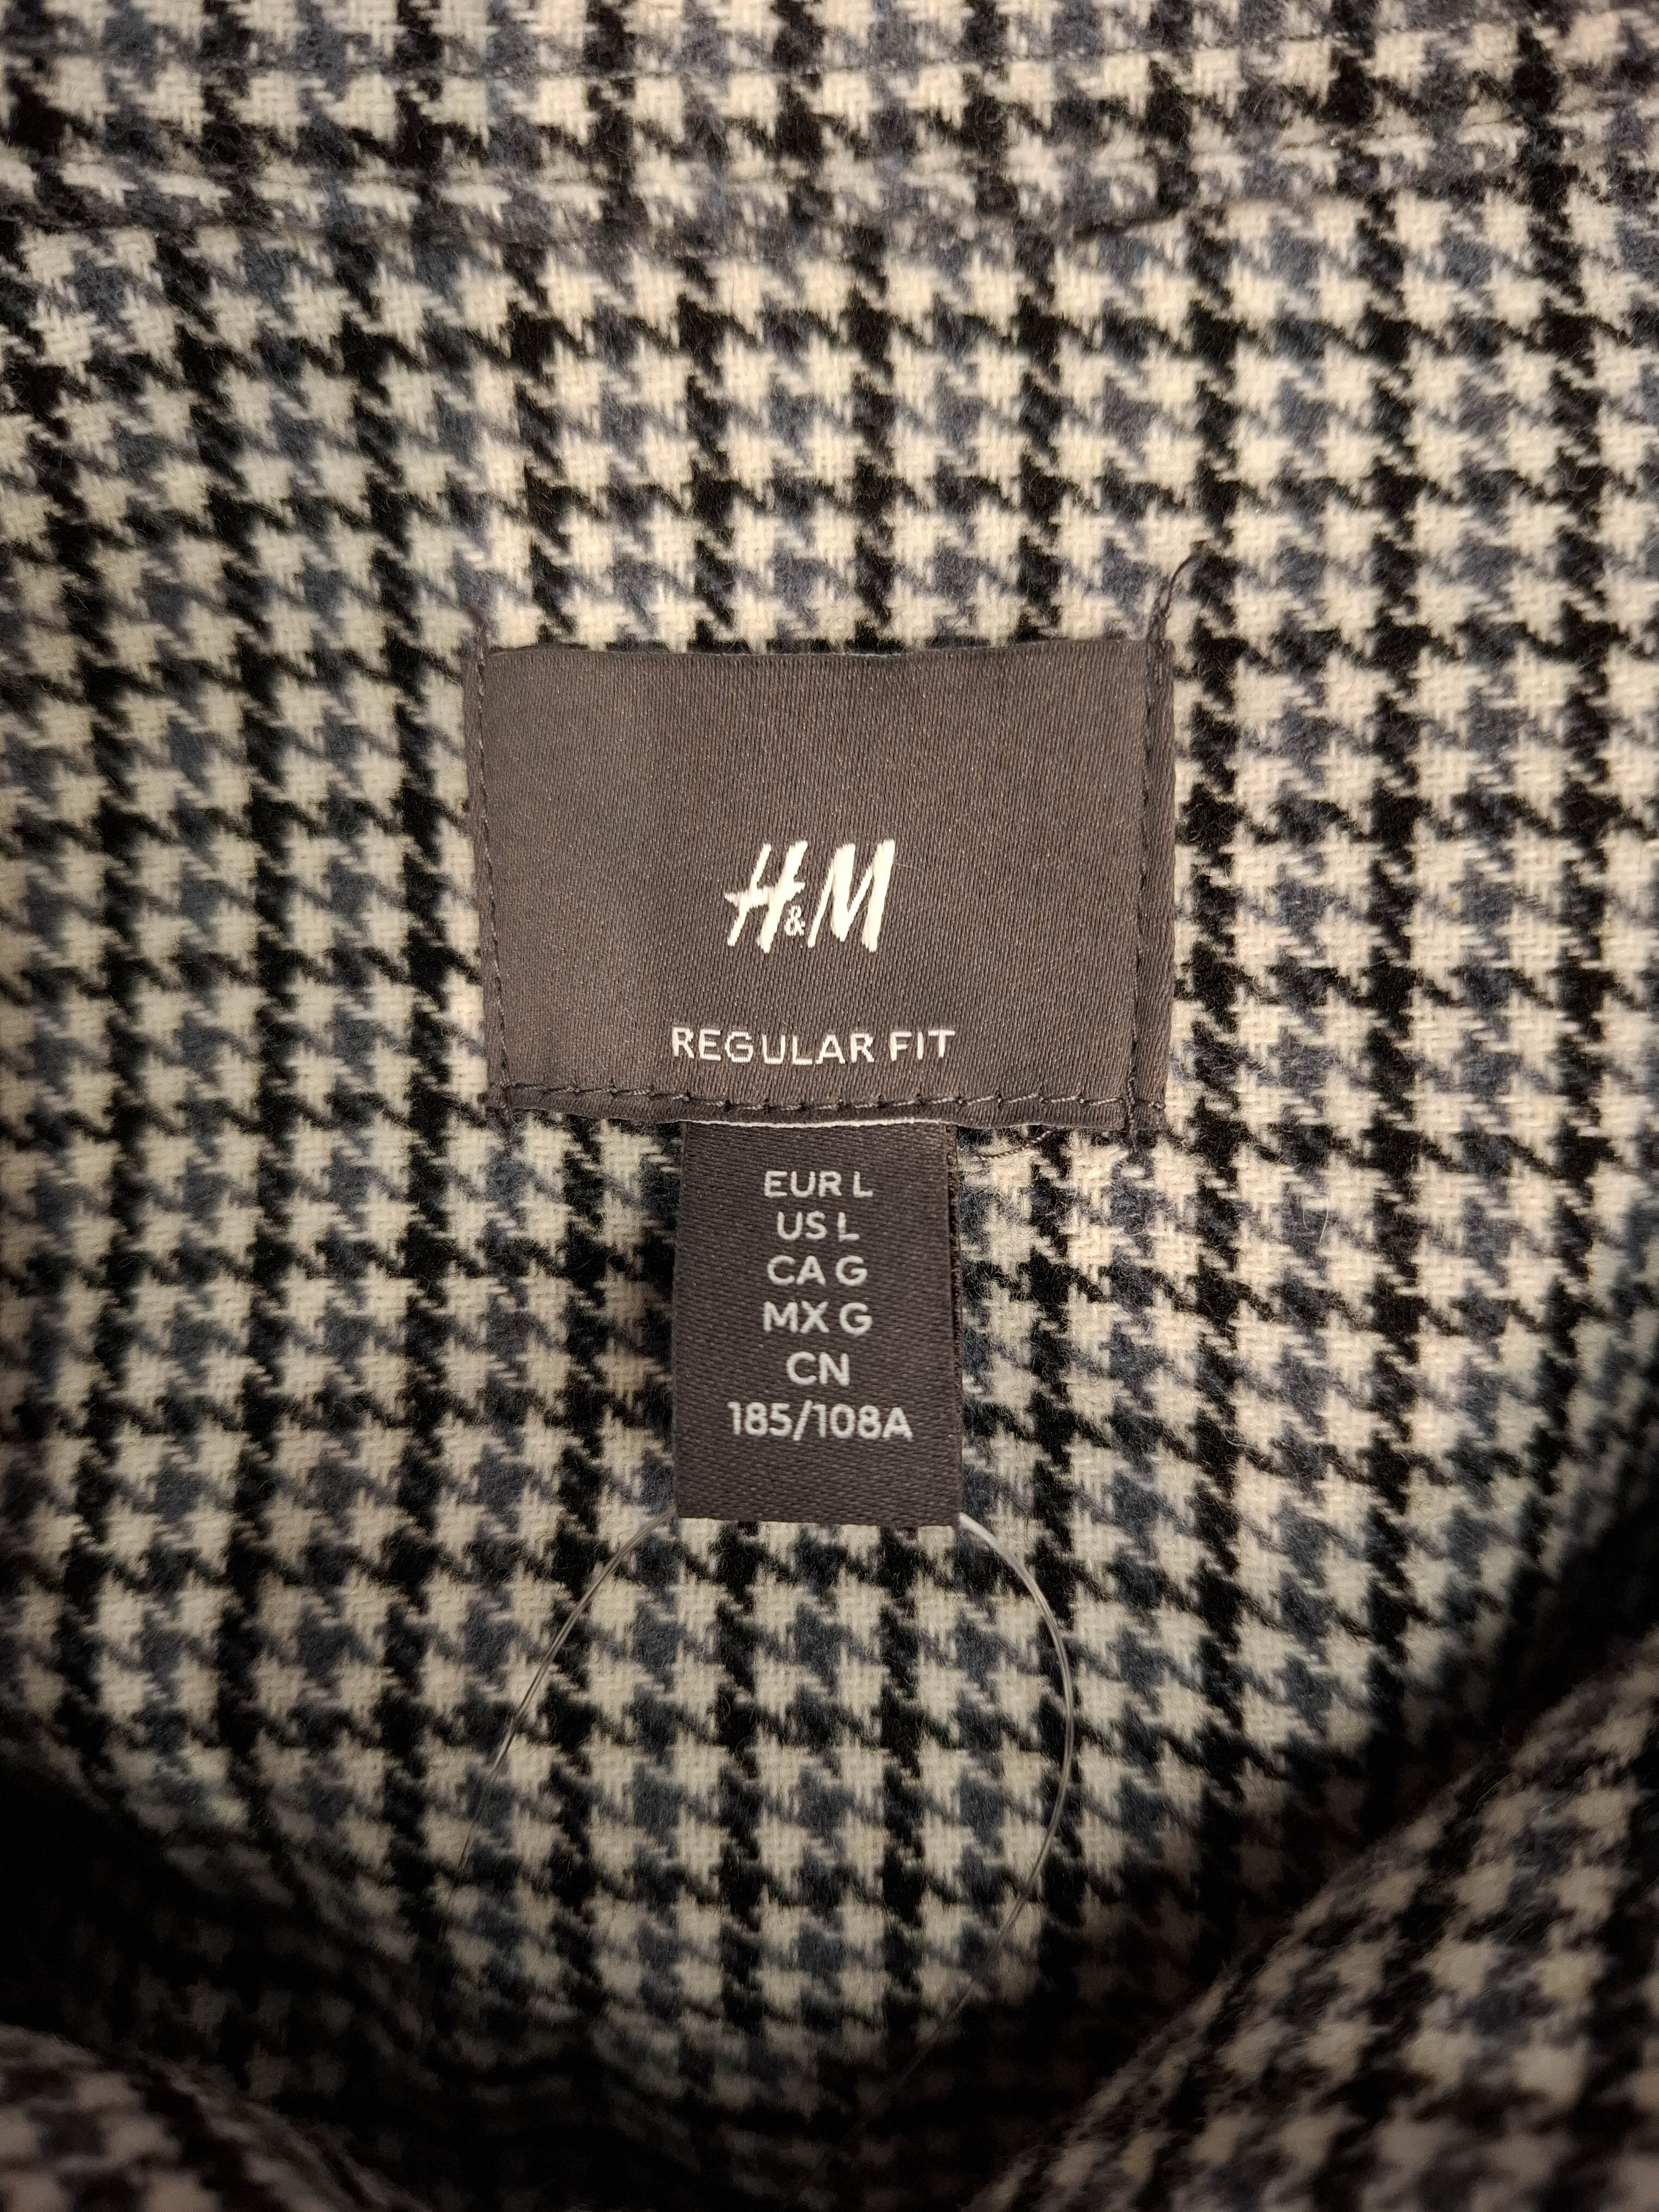 H&M
REGULAR FIT
EUR L
US L
CA G
MX G
CN
185/108A